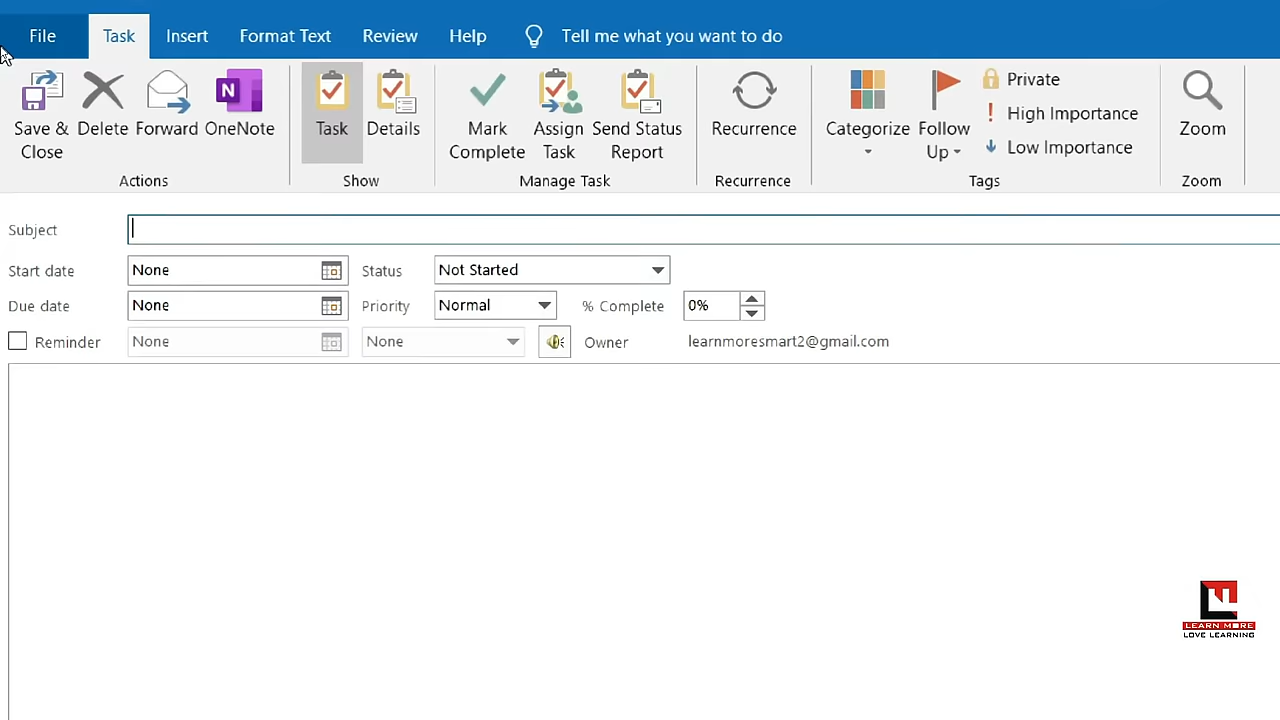 File Task Insert Format Text Review Help Tell me what you want to do
Save & Close
Delete
Forward
OneNote
Actions
Task
Details
Show
Mark Complete
Assign Task
Send Status Report
Manage Task
Recurrence
Recurrence
Categorize
Follow Up
Private
High Importance
Low Importance
Tags
Zoom
Zoom
Subject
Start date None Status Not Started
Due date None Priority Normal % Complete 0%
Reminder None None Owner learnmoresmart2@gmail.com
LEARN MORE
LOVE LEARNING